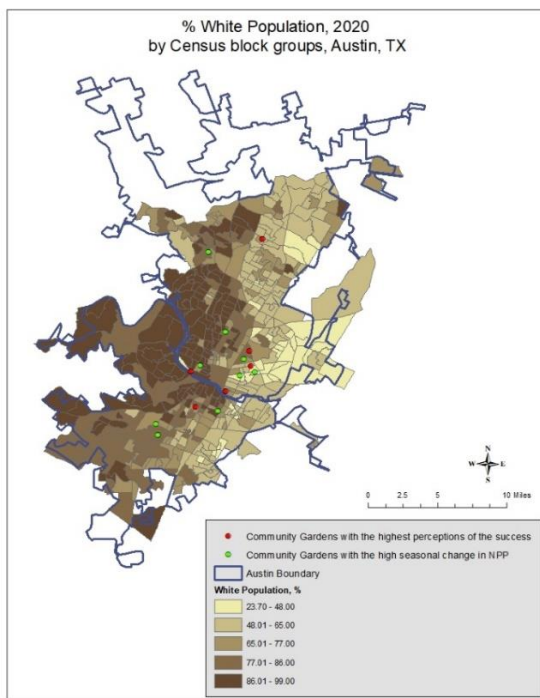 % White Population, 2020
by Census block groups, Austin, TX
N
W E
S
0 2.5 5 10 Miles
Community Gardens with the highest perceptions of the success
Community Gardens with the high seasonal change in NPP
Austin Boundary
White Population, %
23.70 - 48.00
48.01 - 65.00
65.01 - 77.00
77.01 - 86.00
86.01 - 99.00